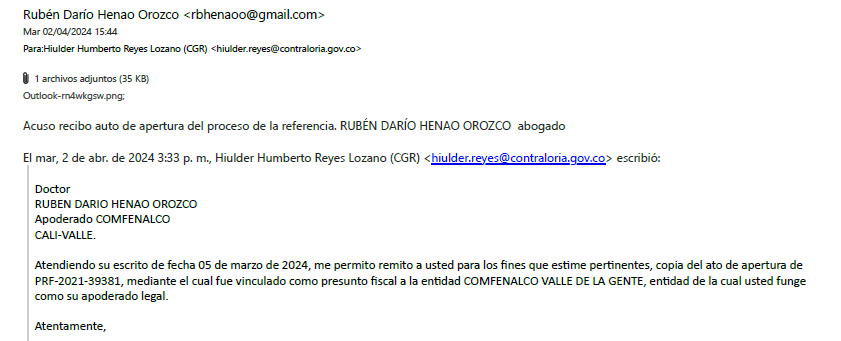 Rubén Darío Henao Orozco <rbhenaoo@gmail.com>
Mar 02/04/2024 15:44
Para:Hiulder Humberto Reyes Lozano (CGR) <hiulder.reyes@contraloria.gov.co>
1 archivos adjuntos (35 KB)
Outlook-rn4wkgsw.png;
Acuso recibo auto de apertura del proceso de la referencia. RUBÉN DARÍO HENAO OROZCO  abogado
El mar, 2 de abr. de 2024 3:33 p. m., Hiulder Humberto Reyes Lozano (CGR) <hiulder.reyes@contraloria.gov.co> escribió:
Doctor
RUBEN DARIO HENAO OROZCO
Apoderado COMFENALCO
CALI-VALLE.
Atendiendo su escrito de fecha 05 de marzo de 2024, me permito remito a usted para los fines que estime pertinentes, copia del ato de apertura de
PRF-2021-39381, mediante el cual fue vinculado como presunto fiscal a la entidad COMFENALCO VALLE DE LA GENTE, entidad de la cual usted funge
como su apoderado legal.
Atentamente,